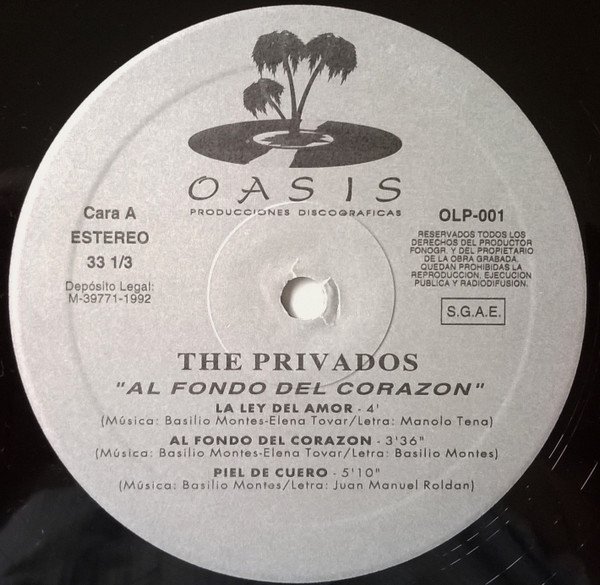 OASIS
PRODUCCIONES DISCOGRAFICAS
Cara A
ESTEREO
33 1/3
Depósito Legal:
M-39771-1992
OLP-001
RESERVADOS TODOS LOS
DERECHOS DEL PRODUCTOR
FONOGR. Y DEL PROPIETARIO
DE LA OBRA GRABADA.
QUEDAN PROHIBIDAS LA
REPRODUCCION, EJECUCION
PUBLICA Y RADIODIFUSION.
S.G.A.E.
THE PRIVADOS
"AL FONDO DEL CORAZON"
LA LEY DEL AMOR - 4'
(Música: Basilio Montes-Elena Tovar/Letra: Manolo Tena)
AL FONDO DEL CORAZON - 3'36"
(Música: Basilio Montes-Elena Tovar/Letra: Basilio Montes)
PIEL DE CUERO - 5'10"
(Música: Basilio Montes/Letra: Juan Manuel Roldan)